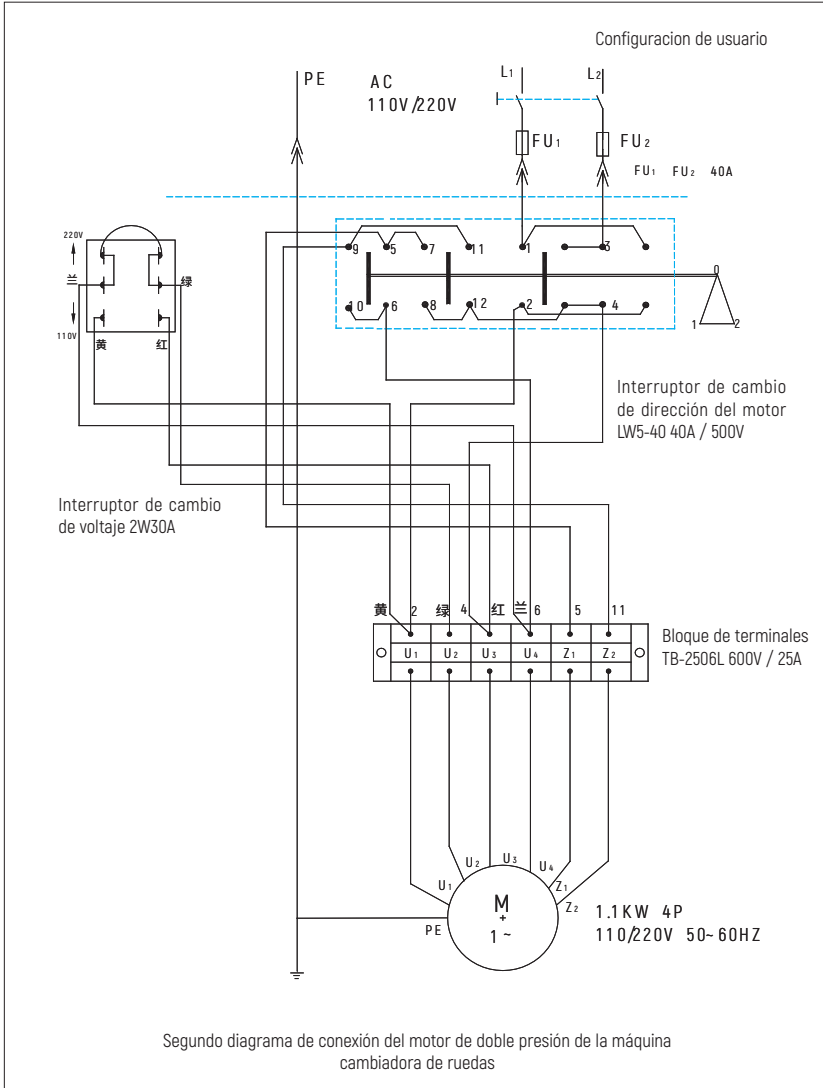 Configuracion de usuario
PE
AC
110V/220V
L1
L2
FU1
FU2
FU1 FU2 40A
220V
兰
绿
110V
黄
红
9
5
7
11
1
3
10
6
8
12
2
4
0
1
2
Interruptor de cambio
de dirección del motor
LW5-40 40A / 500V
Interruptor de cambio
de voltaje 2W30A
黄 2 绿 4 红 兰 6 5 11
U1 U2 U3 U4 Z1 Z2
Bloque de terminales
TB-2506L 600V / 25A
U1
U2
U3
U4
Z1
Z2
PE
M
+
1 ~
1.1KW 4P
110/220V 50~60HZ
Segundo diagrama de conexión del motor de doble presión de la máquina
cambiadora de ruedas